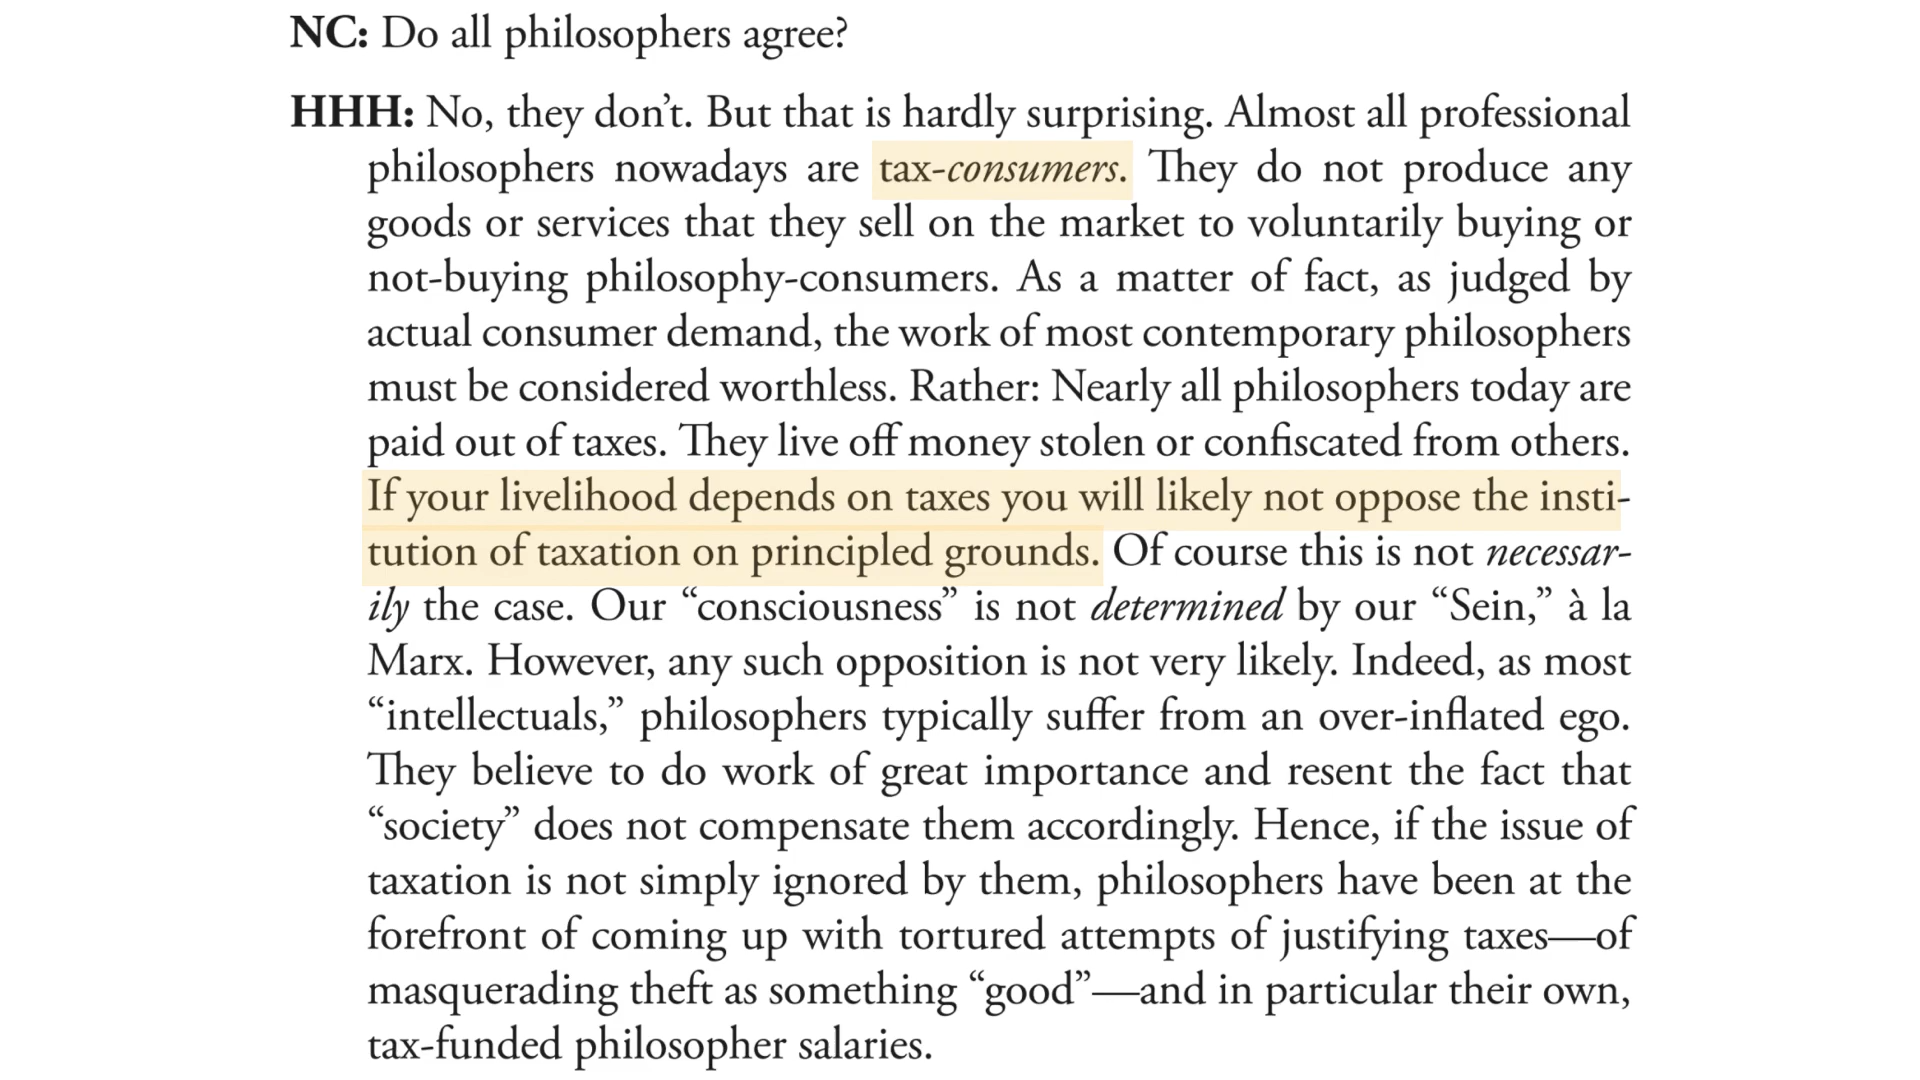 NC: Do all philosophers agree?
HHH: No, they don’t. But that is hardly surprising. Almost all professional
philosophers nowadays are tax-consumers. They do not produce any
goods or services that they sell on the market to voluntarily buying or
not-buying philosophy-consumers. As a matter of fact, as judged by
actual consumer demand, the work of most contemporary philosophers
must be considered worthless. Rather: Nearly all philosophers today are
paid out of taxes. They live off money stolen or confiscated from others.
If your livelihood depends on taxes you will likely not oppose the insti-
tution of taxation on principled grounds. Of course this is not necessar-
ily the case. Our “consciousness” is not determined by our “Sein,” à la
Marx. However, any such opposition is not very likely. Indeed, as most
“intellectuals,” philosophers typically suffer from an over-inflated ego.
They believe to do work of great importance and resent the fact that
“society” does not compensate them accordingly. Hence, if the issue of
taxation is not simply ignored by them, philosophers have been at the
forefront of coming up with tortured attempts of justifying taxes—of
masquerading theft as something “good”—and in particular their own,
tax-funded philosopher salaries.